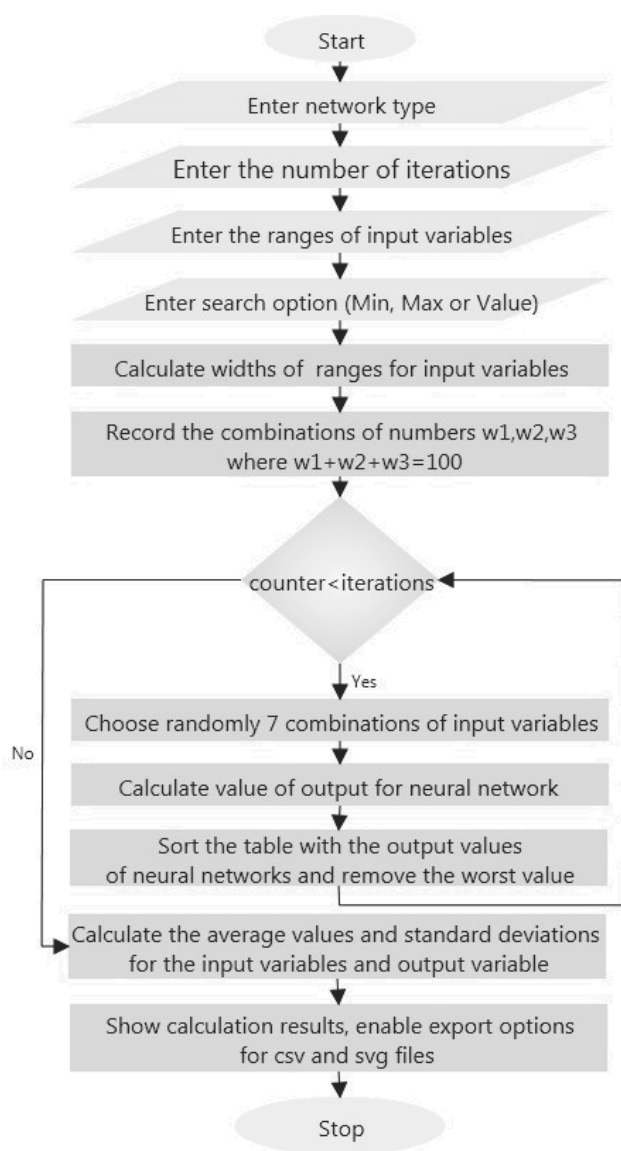 Start
Enter network type
Enter the number of iterations
Enter the ranges of input variables
Enter search option (Min, Max or Value)
Calculate widths of ranges for input variables
Record the combinations of numbers w1,w2,w3
where w1+w2+w3=100
counter<iterations
Yes
No
Choose randomly 7 combinations of input variables
Calculate value of output for neural network
Sort the table with the output values
of neural networks and remove the worst value
Calculate the average values and standard deviations
for the input variables and output variable
Show calculation results, enable export options
for csv and svg files
Stop